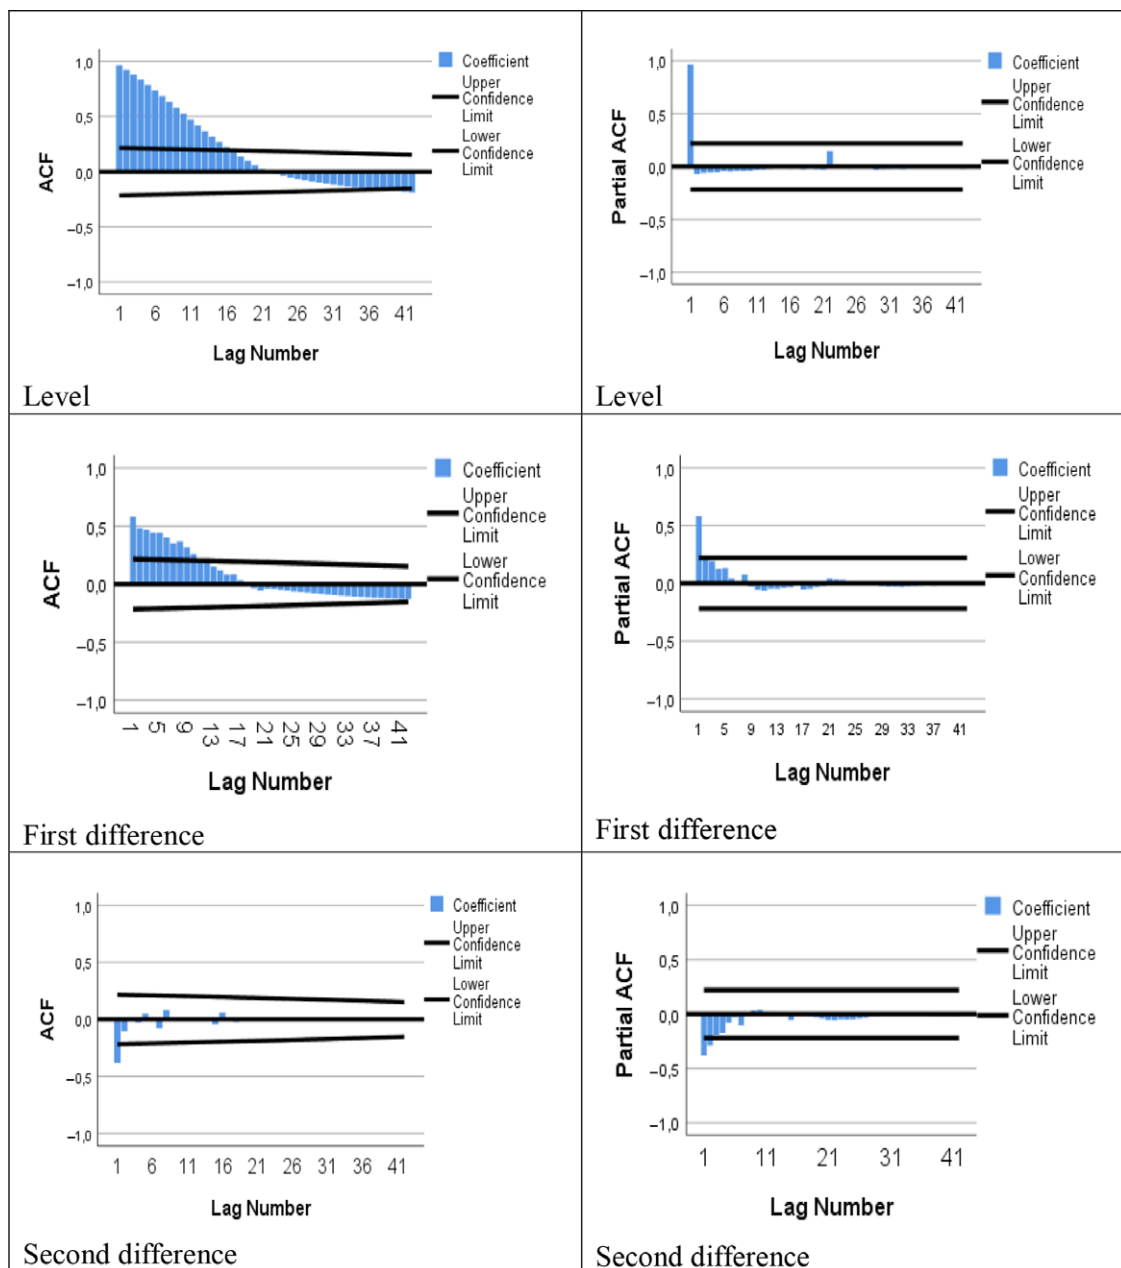 1,0
0,5
0,0
–0,5
–1,0
ACF
1 6 11 16 21 26 31 36 41
Lag Number
Coefficient
Upper
Confidence
Limit
Lower
Confidence
Limit
Level
1,0
0,5
0,0
–0,5
–1,0
Partial ACF
1 6 11 16 21 26 31 36 41
Lag Number
Coefficient
Upper
Confidence
Limit
Lower
Confidence
Limit
Level
1,0
0,5
0,0
–0,5
–1,0
ACF
1 5 9 13 17 21 25 29 33 37 41
Lag Number
Coefficient
Upper
Confidence
Limit
Lower
Confidence
Limit
First difference
1,0
0,5
0,0
–0,5
–1,0
Partial ACF
1 5 9 13 17 21 25 29 33 37 41
Lag Number
Coefficient
Upper
Confidence
Limit
Lower
Confidence
Limit
First difference
1,0
0,5
0,0
–0,5
–1,0
ACF
1 6 11 16 21 26 31 36 41
Lag Number
Coefficient
Upper
Confidence
Limit
Lower
Confidence
Limit
Second difference
1,0
0,5
0,0
–0,5
–1,0
Partial ACF
1 11 21 31 41
Lag Number
Coefficient
Upper
Confidence
Limit
Lower
Confidence
Limit
Second difference